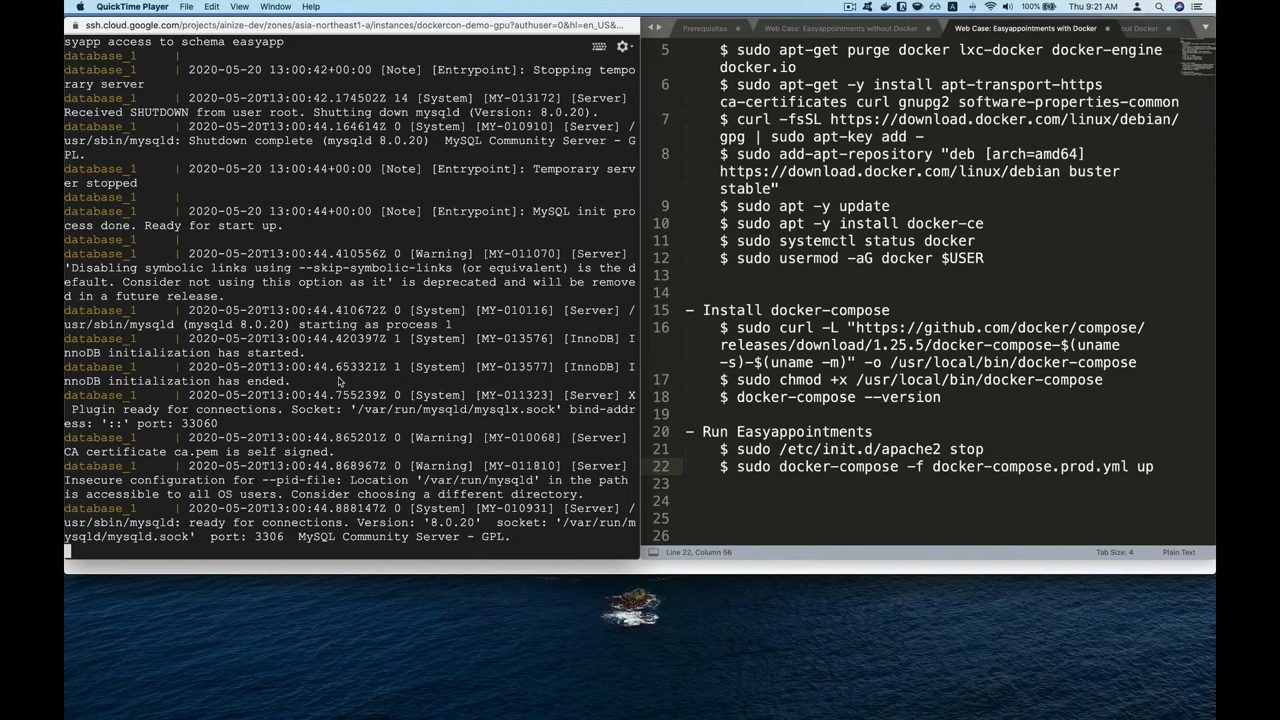 QuickTime Player File Edit View Window Help
100% Thu 9:21 AM
ssh.cloud.google.com/projects/ainize-dev/zones/asia-northeast1-a/instances/dockercon-demo-gpu?authuser=0&hl=en_US&...
syapp access to schema easyapp
database_1 |
database_1 | 2020-05-20 13:00:42+00:00 [Note] [Entrypoint]: Stopping tempo
rary server
database_1 | 2020-05-20T13:00:42.174502Z 14 [System] [MY-013172] [Server]
Received SHUTDOWN from user root. Shutting down mysqld (Version: 8.0.20).
database_1 | 2020-05-20T13:00:44.164614Z 0 [System] [MY-010910] [Server] /
usr/sbin/mysqld: Shutdown complete (mysqld 8.0.20) MySQL Community Server - G
PL.
database_1 | 2020-05-20 13:00:44+00:00 [Note] [Entrypoint]: Temporary serv
er stopped
database_1 |
database_1 | 2020-05-20 13:00:44+00:00 [Note] [Entrypoint]: MySQL init pro
cess done. Ready for start up.
database_1 |
database_1 | 2020-05-20T13:00:44.410556Z 0 [Warning] [MY-011070] [Server]
'Disabling symbolic links using --skip-symbolic-links (or equivalent) is the d
efault. Consider not using this option as it' is deprecated and will be remove
d in a future release.
database_1 | 2020-05-20T13:00:44.410672Z 0 [System] [MY-010116] [Server] /
usr/sbin/mysqld (mysqld 8.0.20) starting as process 1
database_1 | 2020-05-20T13:00:44.420397Z 1 [System] [MY-013576] [InnoDB] I
nnoDB initialization has started.
database_1 | 2020-05-20T13:00:44.653321Z 1 [System] [MY-013577] [InnoDB] I
nnoDB initialization has ended.
database_1 | 2020-05-20T13:00:44.755239Z 0 [System] [MY-011323] [Server] X
Plugin ready for connections. Socket: '/var/run/mysqld/mysqlx.sock' bind-addr
ess: '::' port: 33060
database_1 | 2020-05-20T13:00:44.865201Z 0 [Warning] [MY-010068] [Server]
CA certificate ca.pem is self signed.
database_1 | 2020-05-20T13:00:44.868967Z 0 [Warning] [MY-011810] [Server]
Insecure configuration for --pid-file: Location '/var/run/mysqld' in the path
is accessible to all OS users. Consider choosing a different directory.
database_1 | 2020-05-20T13:00:44.888147Z 0 [System] [MY-010931] [Server] /
usr/sbin/mysqld: ready for connections. Version: '8.0.20' socket: '/var/run/m
ysqld/mysqld.sock' port: 3306 MySQL Community Server - GPL.
Prerequisites Web Case: Easyappointments without Docker Web Case: Easyappointments with Docker out Docker
5 $ sudo apt-get purge docker lxc-docker docker-engine
docker.io
6 $ sudo apt-get -y install apt-transport-https
ca-certificates curl gnupg2 software-properties-common
7 $ curl -fsSL https://download.docker.com/linux/debian/
gpg | sudo apt-key add -
8 $ sudo add-apt-repository "deb [arch=amd64]
https://download.docker.com/linux/debian buster
stable"
9 $ sudo apt -y update
10 $ sudo apt -y install docker-ce
11 $ sudo systemctl status docker
12 $ sudo usermod -aG docker $USER
13
14
15 - Install docker-compose
16 $ sudo curl -L "https://github.com/docker/compose/
releases/download/1.25.5/docker-compose-$(uname
-s)-$(uname -m)" -o /usr/local/bin/docker-compose
17 $ sudo chmod +x /usr/local/bin/docker-compose
18 $ docker-compose --version
19
20 - Run Easyappointments
21 $ sudo /etc/init.d/apache2 stop
22 $ sudo docker-compose -f docker-compose.prod.yml up
23
24
25
26
Line 22, Column 56 Tab Size: 4 Plain Text